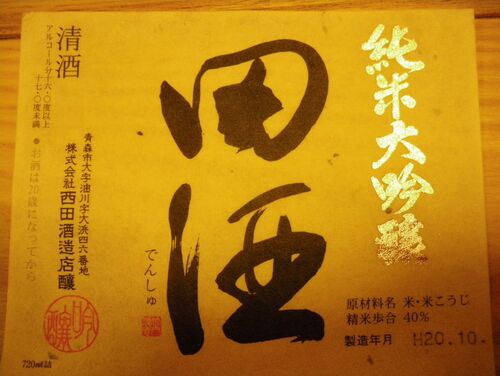 純米大吟醸
田酒
でんしゅ
原材料名 米・米こうじ
精米歩合 40%
製造年月 H20.10.
青森市大字油川字大浜四六番地
株式会社西田酒造店醸
清酒
アルコール分十六・〇度以上
十七・〇度未満
●お酒は20歳になってから
吟醸
720ml詰